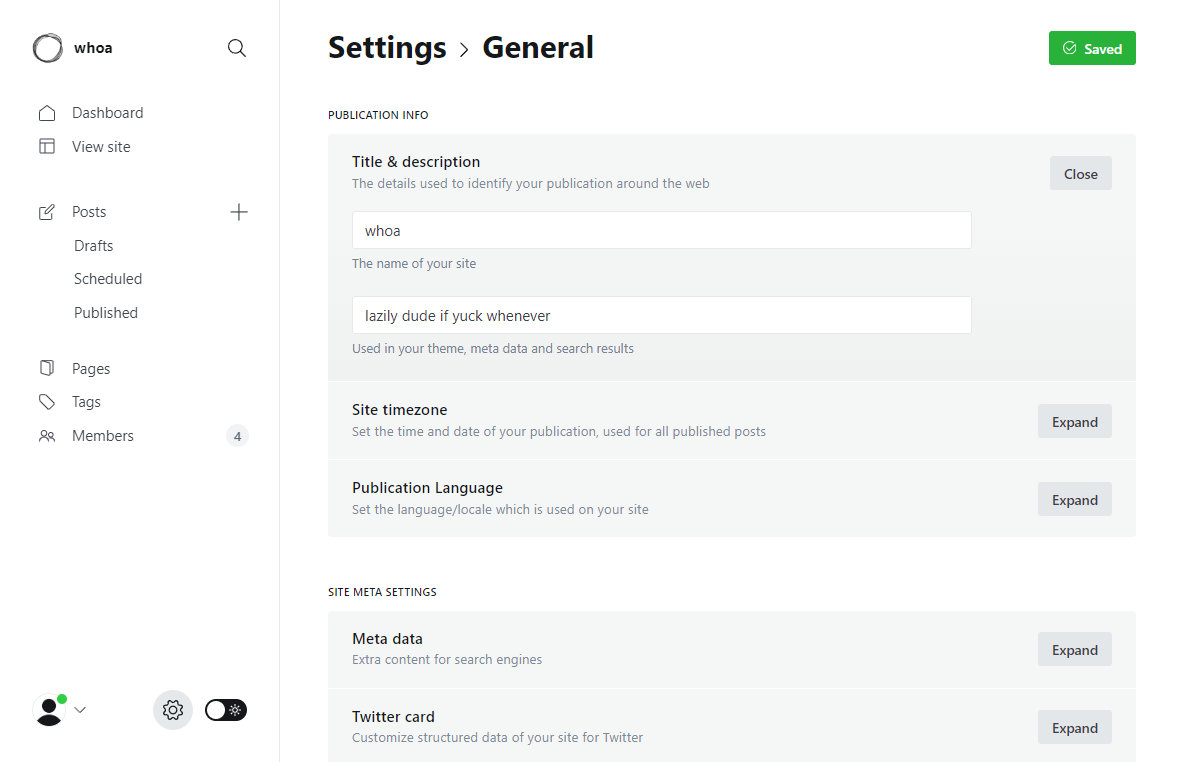 whoa
Dashboard
View site
Posts
Drafts
Scheduled
Published
Pages
Tags
Members 4
Settings > General
Saved
PUBLICATION INFO
Title & description
The details used to identify your publication around the web
Close
whoa
The name of your site
lazily dude if yuck whenever
Used in your theme, meta data and search results
Site timezone
Set the time and date of your publication, used for all published posts
Expand
Publication Language
Set the language/locale which is used on your site
Expand
SITE META SETTINGS
Meta data
Extra content for search engines
Expand
Twitter card
Customize structured data of your site for Twitter
Expand